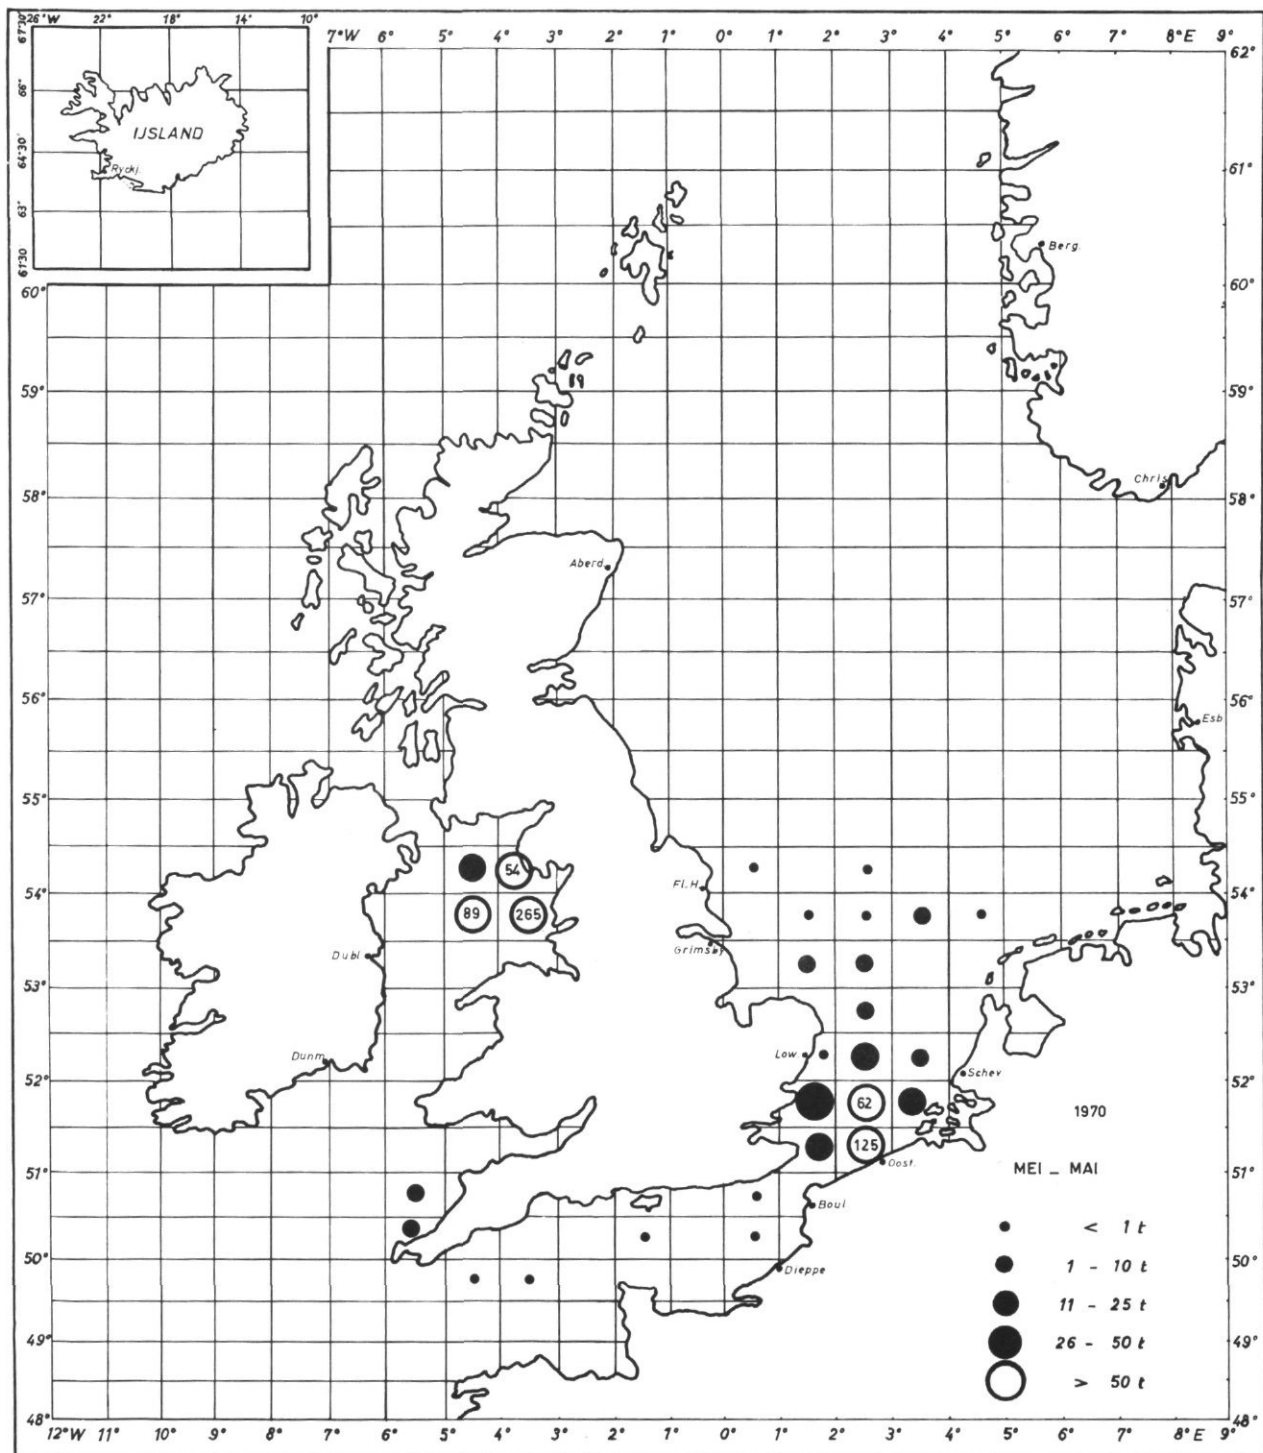 26°W 22° 18° 14° 10°
67°30
66°
64°30
63°
61°30
IJSLAND
Ryckj.
7°W 6° 5° 4° 3° 2° 1° 0° 1° 2° 3° 4° 5° 6° 7° 8°E 9°
62°
61°
60° 60°
59° 59°
58° 58°
57° 57°
56° 56°
55° 55°
54° 54°
53° 53°
52° 52°
51° 51°
50° 50°
49° 49°
48° 48°
Berg.
Chris
Aberd
Esb
54
89 265
Fl.H
Grimsby
Dubl
Dunm
Low
Schev
62
125
Oost.
Boul
Dieppe
1970
MEI _ MAI
< 1 t
1 - 10 t
11 - 25 t
26 - 50 t
> 50 t
12°W 11° 10° 9° 8° 7° 6° 5° 4° 3° 2° 1° 0° 1° 2° 3° 4° 5° 6° 7° 8°E 9°